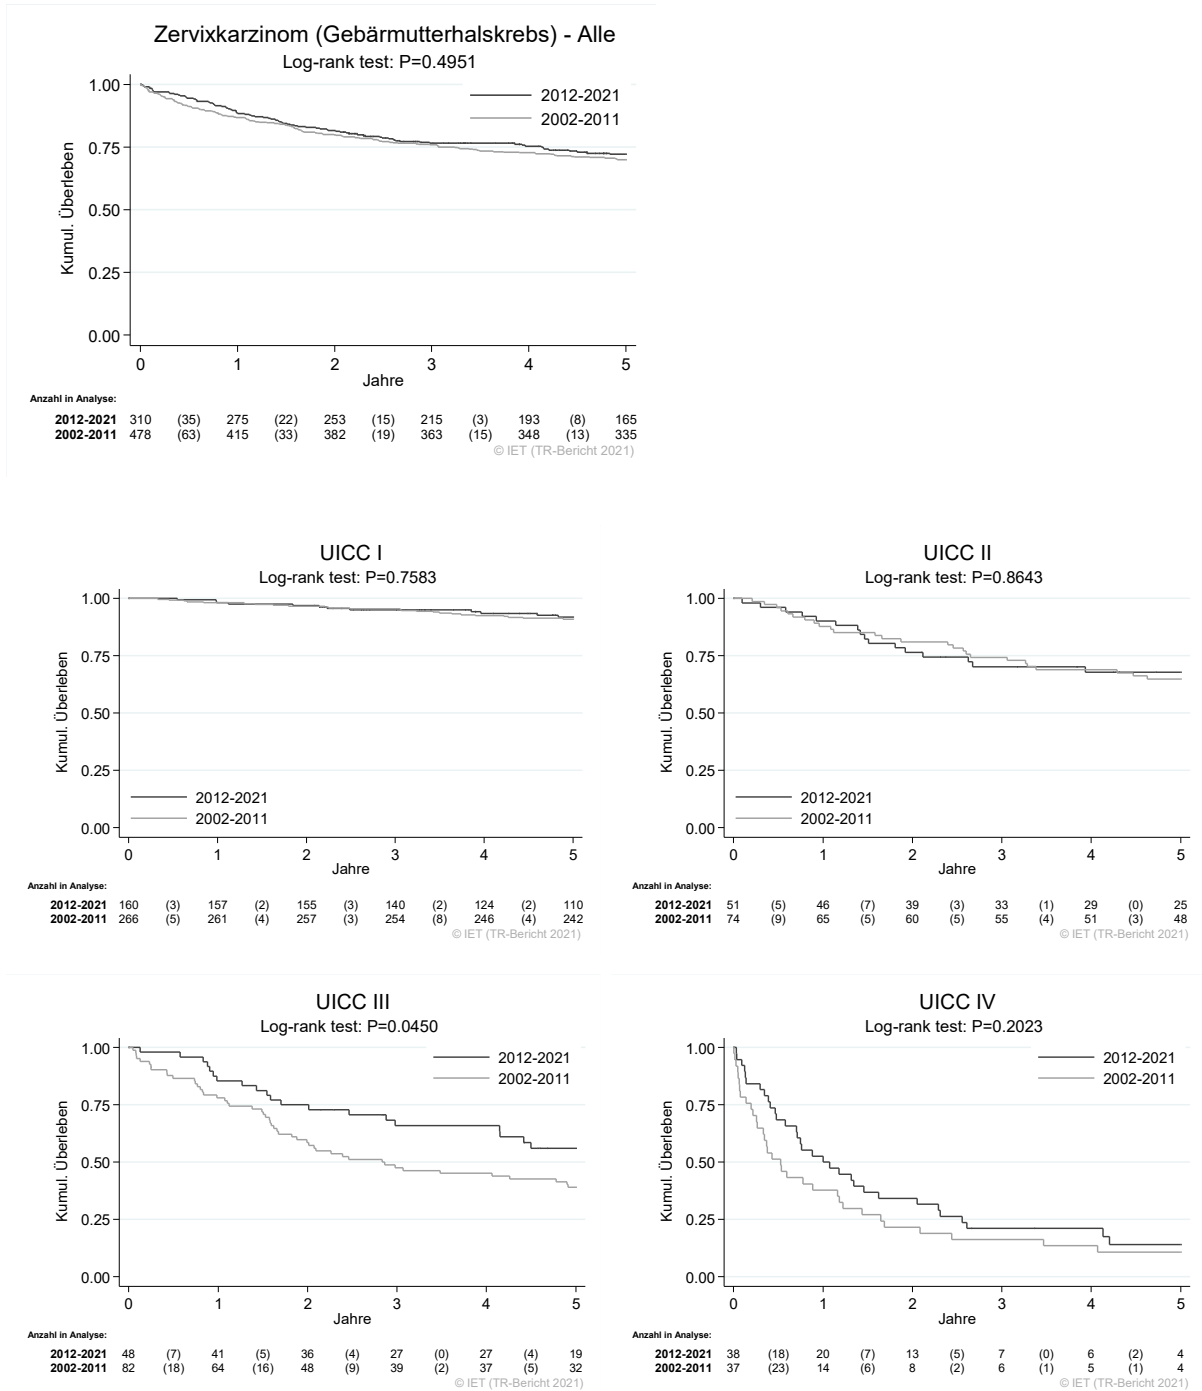 Zervixkarzinom (Gebärmutterhalskrebs) - Alle
Log-rank test: P=0.4951
1.00
0.75
0.50
0.25
0.00
Kumul. Überleben
2012-2021
2002-2011
0 1 2 3 4 5
Jahre
Anzahl in Analyse:
2012-2021 310 (35) 275 (22) 253 (15) 215 (3) 193 (8) 165
2002-2011 478 (63) 415 (33) 382 (19) 363 (15) 348 (13) 335
© IET (TR-Bericht 2021)
UICC I
Log-rank test: P=0.7583
1.00
0.75
0.50
0.25
0.00
Kumul. Überleben
2012-2021
2002-2011
0 1 2 3 4 5
Jahre
Anzahl in Analyse:
2012-2021 160 (3) 157 (2) 155 (3) 140 (2) 124 (2) 110
2002-2011 266 (5) 261 (4) 257 (3) 254 (8) 246 (4) 242
© IET (TR-Bericht 2021)
UICC II
Log-rank test: P=0.8643
1.00
0.75
0.50
0.25
0.00
Kumul. Überleben
2012-2021
2002-2011
0 1 2 3 4 5
Jahre
Anzahl in Analyse:
2012-2021 51 (5) 46 (7) 39 (3) 33 (1) 29 (0) 25
2002-2011 74 (9) 65 (5) 60 (5) 55 (4) 51 (3) 48
© IET (TR-Bericht 2021)
UICC III
Log-rank test: P=0.0450
1.00
0.75
0.50
0.25
0.00
Kumul. Überleben
2012-2021
2002-2011
0 1 2 3 4 5
Jahre
Anzahl in Analyse:
2012-2021 48 (7) 41 (5) 36 (4) 27 (0) 27 (4) 19
2002-2011 82 (18) 64 (16) 48 (9) 39 (2) 37 (5) 32
© IET (TR-Bericht 2021)
UICC IV
Log-rank test: P=0.2023
1.00
0.75
0.50
0.25
0.00
Kumul. Überleben
2012-2021
2002-2011
0 1 2 3 4 5
Jahre
Anzahl in Analyse:
2012-2021 38 (18) 20 (7) 13 (5) 7 (0) 6 (2) 4
2002-2011 37 (23) 14 (6) 8 (2) 6 (1) 5 (1) 4
© IET (TR-Bericht 2021)